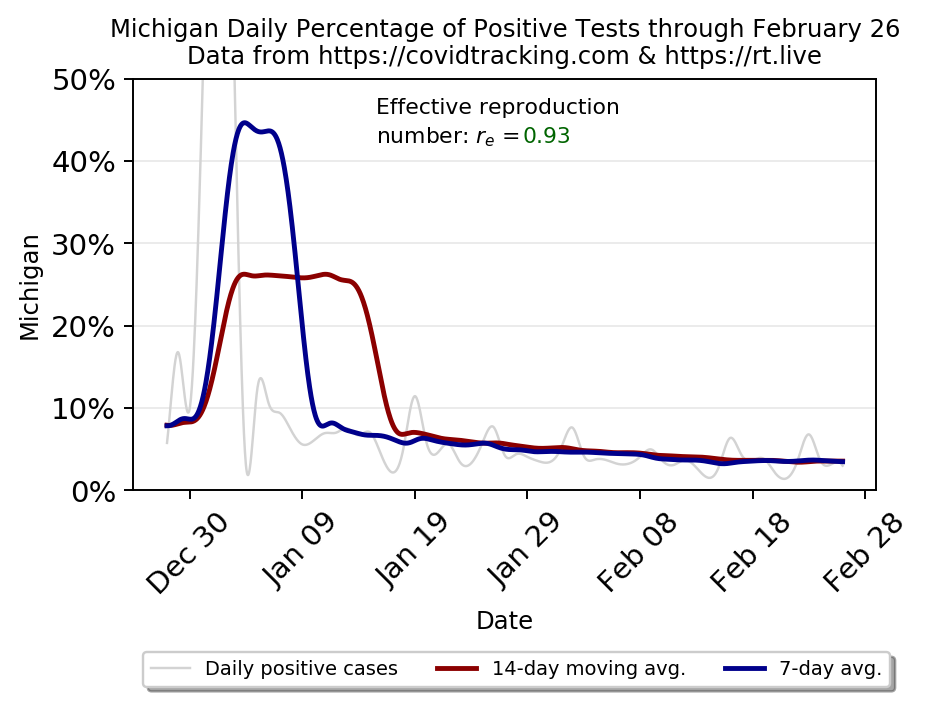 Michigan Daily Percentage of Positive Tests through February 26
Data from https://covidtracking.com & https://rt.live
50%
Effective reproduction
number: rₑ =0.93
40%
30%
20%
10%
0%
Michigan
Dec 30
Jan 09
Jan 19
Jan 29
Feb 08
Feb 18
Feb 28
Date
Daily positive cases
14-day moving avg.
7-day avg.